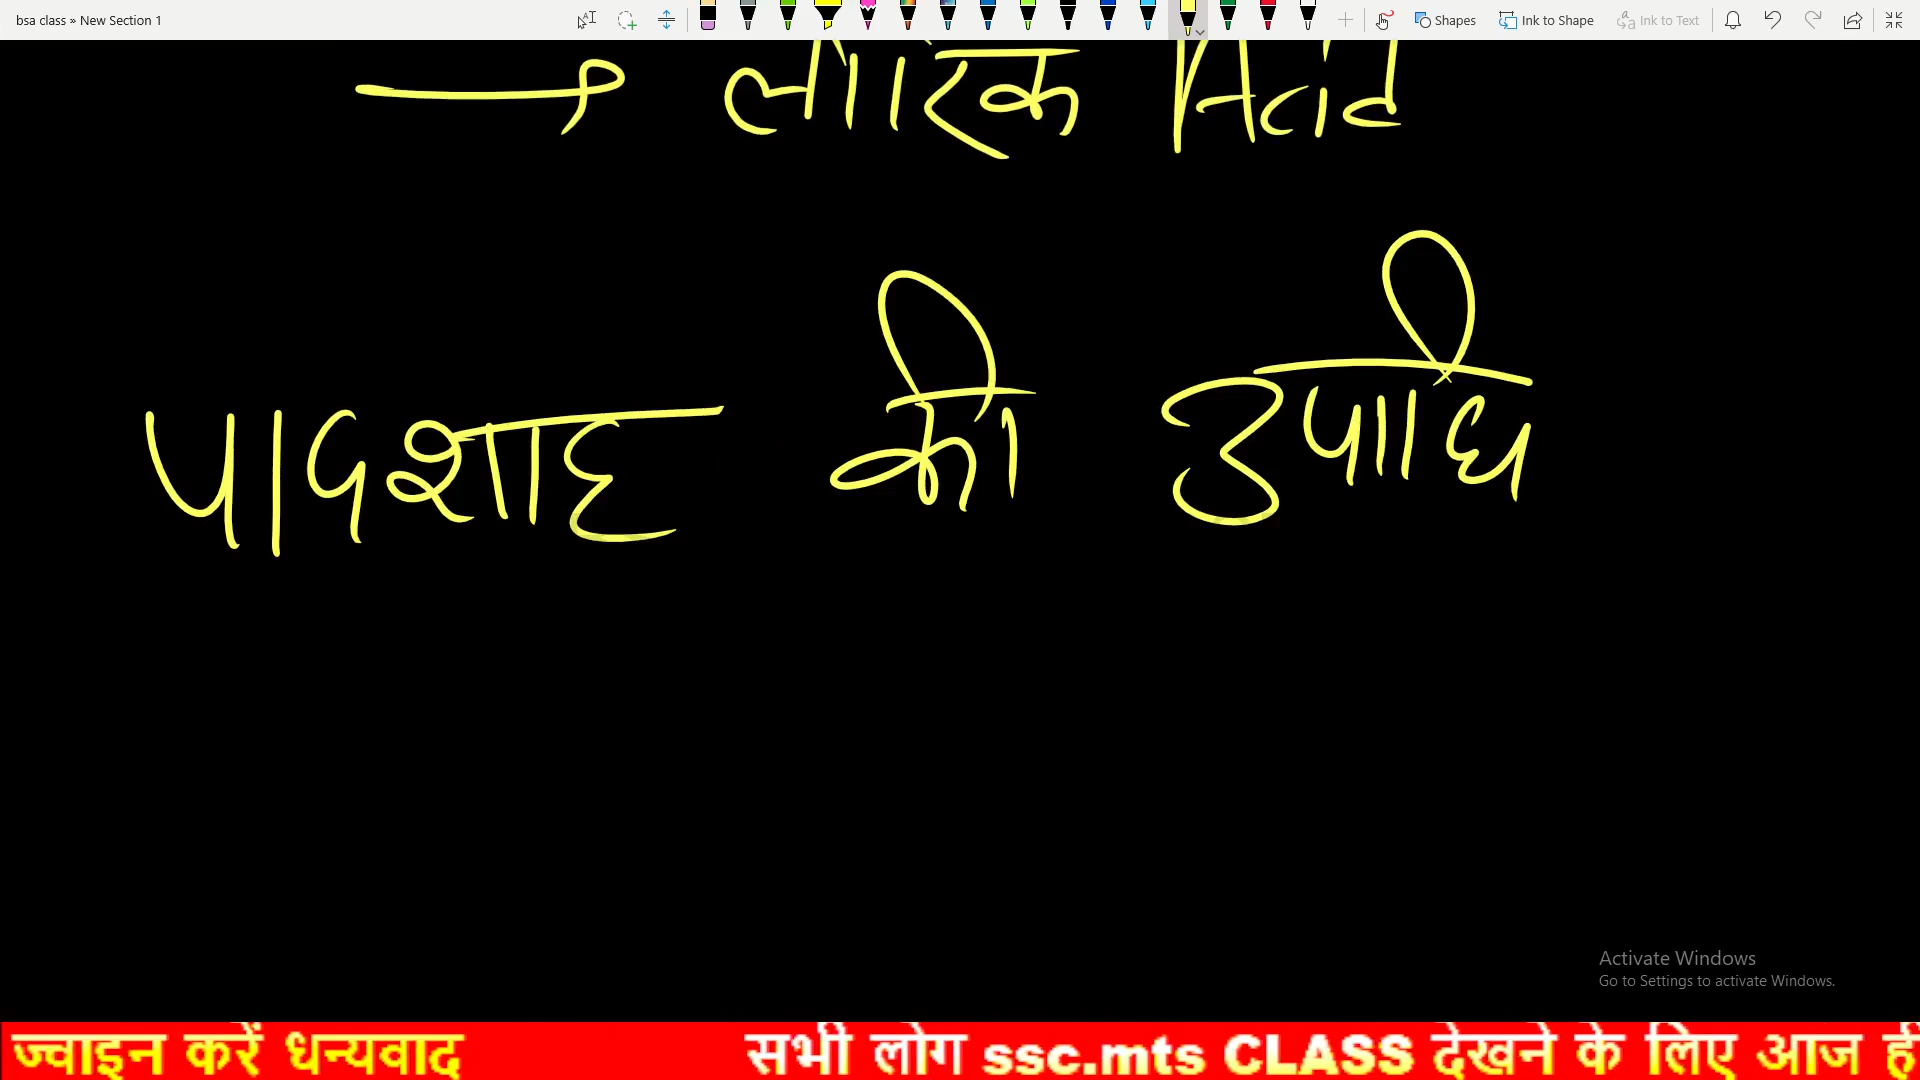 bsa class » New Section 1
Shapes Ink to Shape Ink to Text
→ लोरिक
पादशाह की उपाधि
Activate Windows
Go to Settings to activate Windows.
ज्वाइन करें धन्यवाद सभी लोग ssc.mts CLASS देखने के लिए आज ही